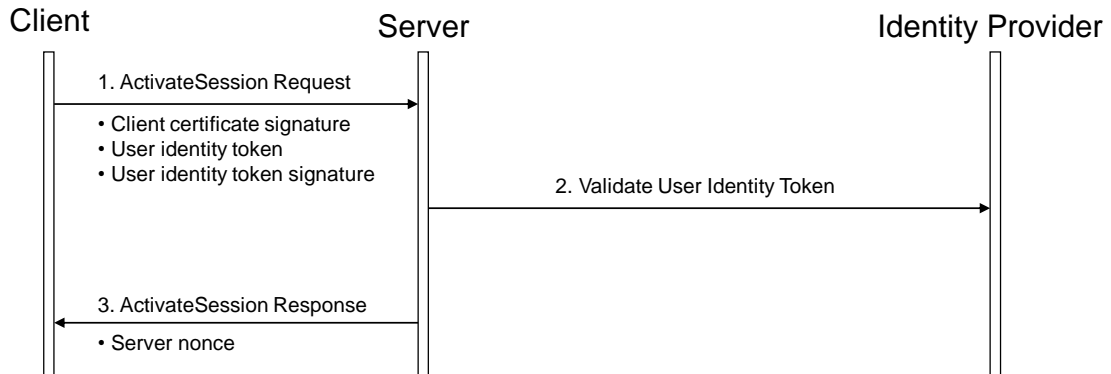 Client
Server
Identity Provider
1. ActivateSession Request
• Client certificate signature
• User identity token
• User identity token signature
2. Validate User Identity Token
3. ActivateSession Response
• Server nonce